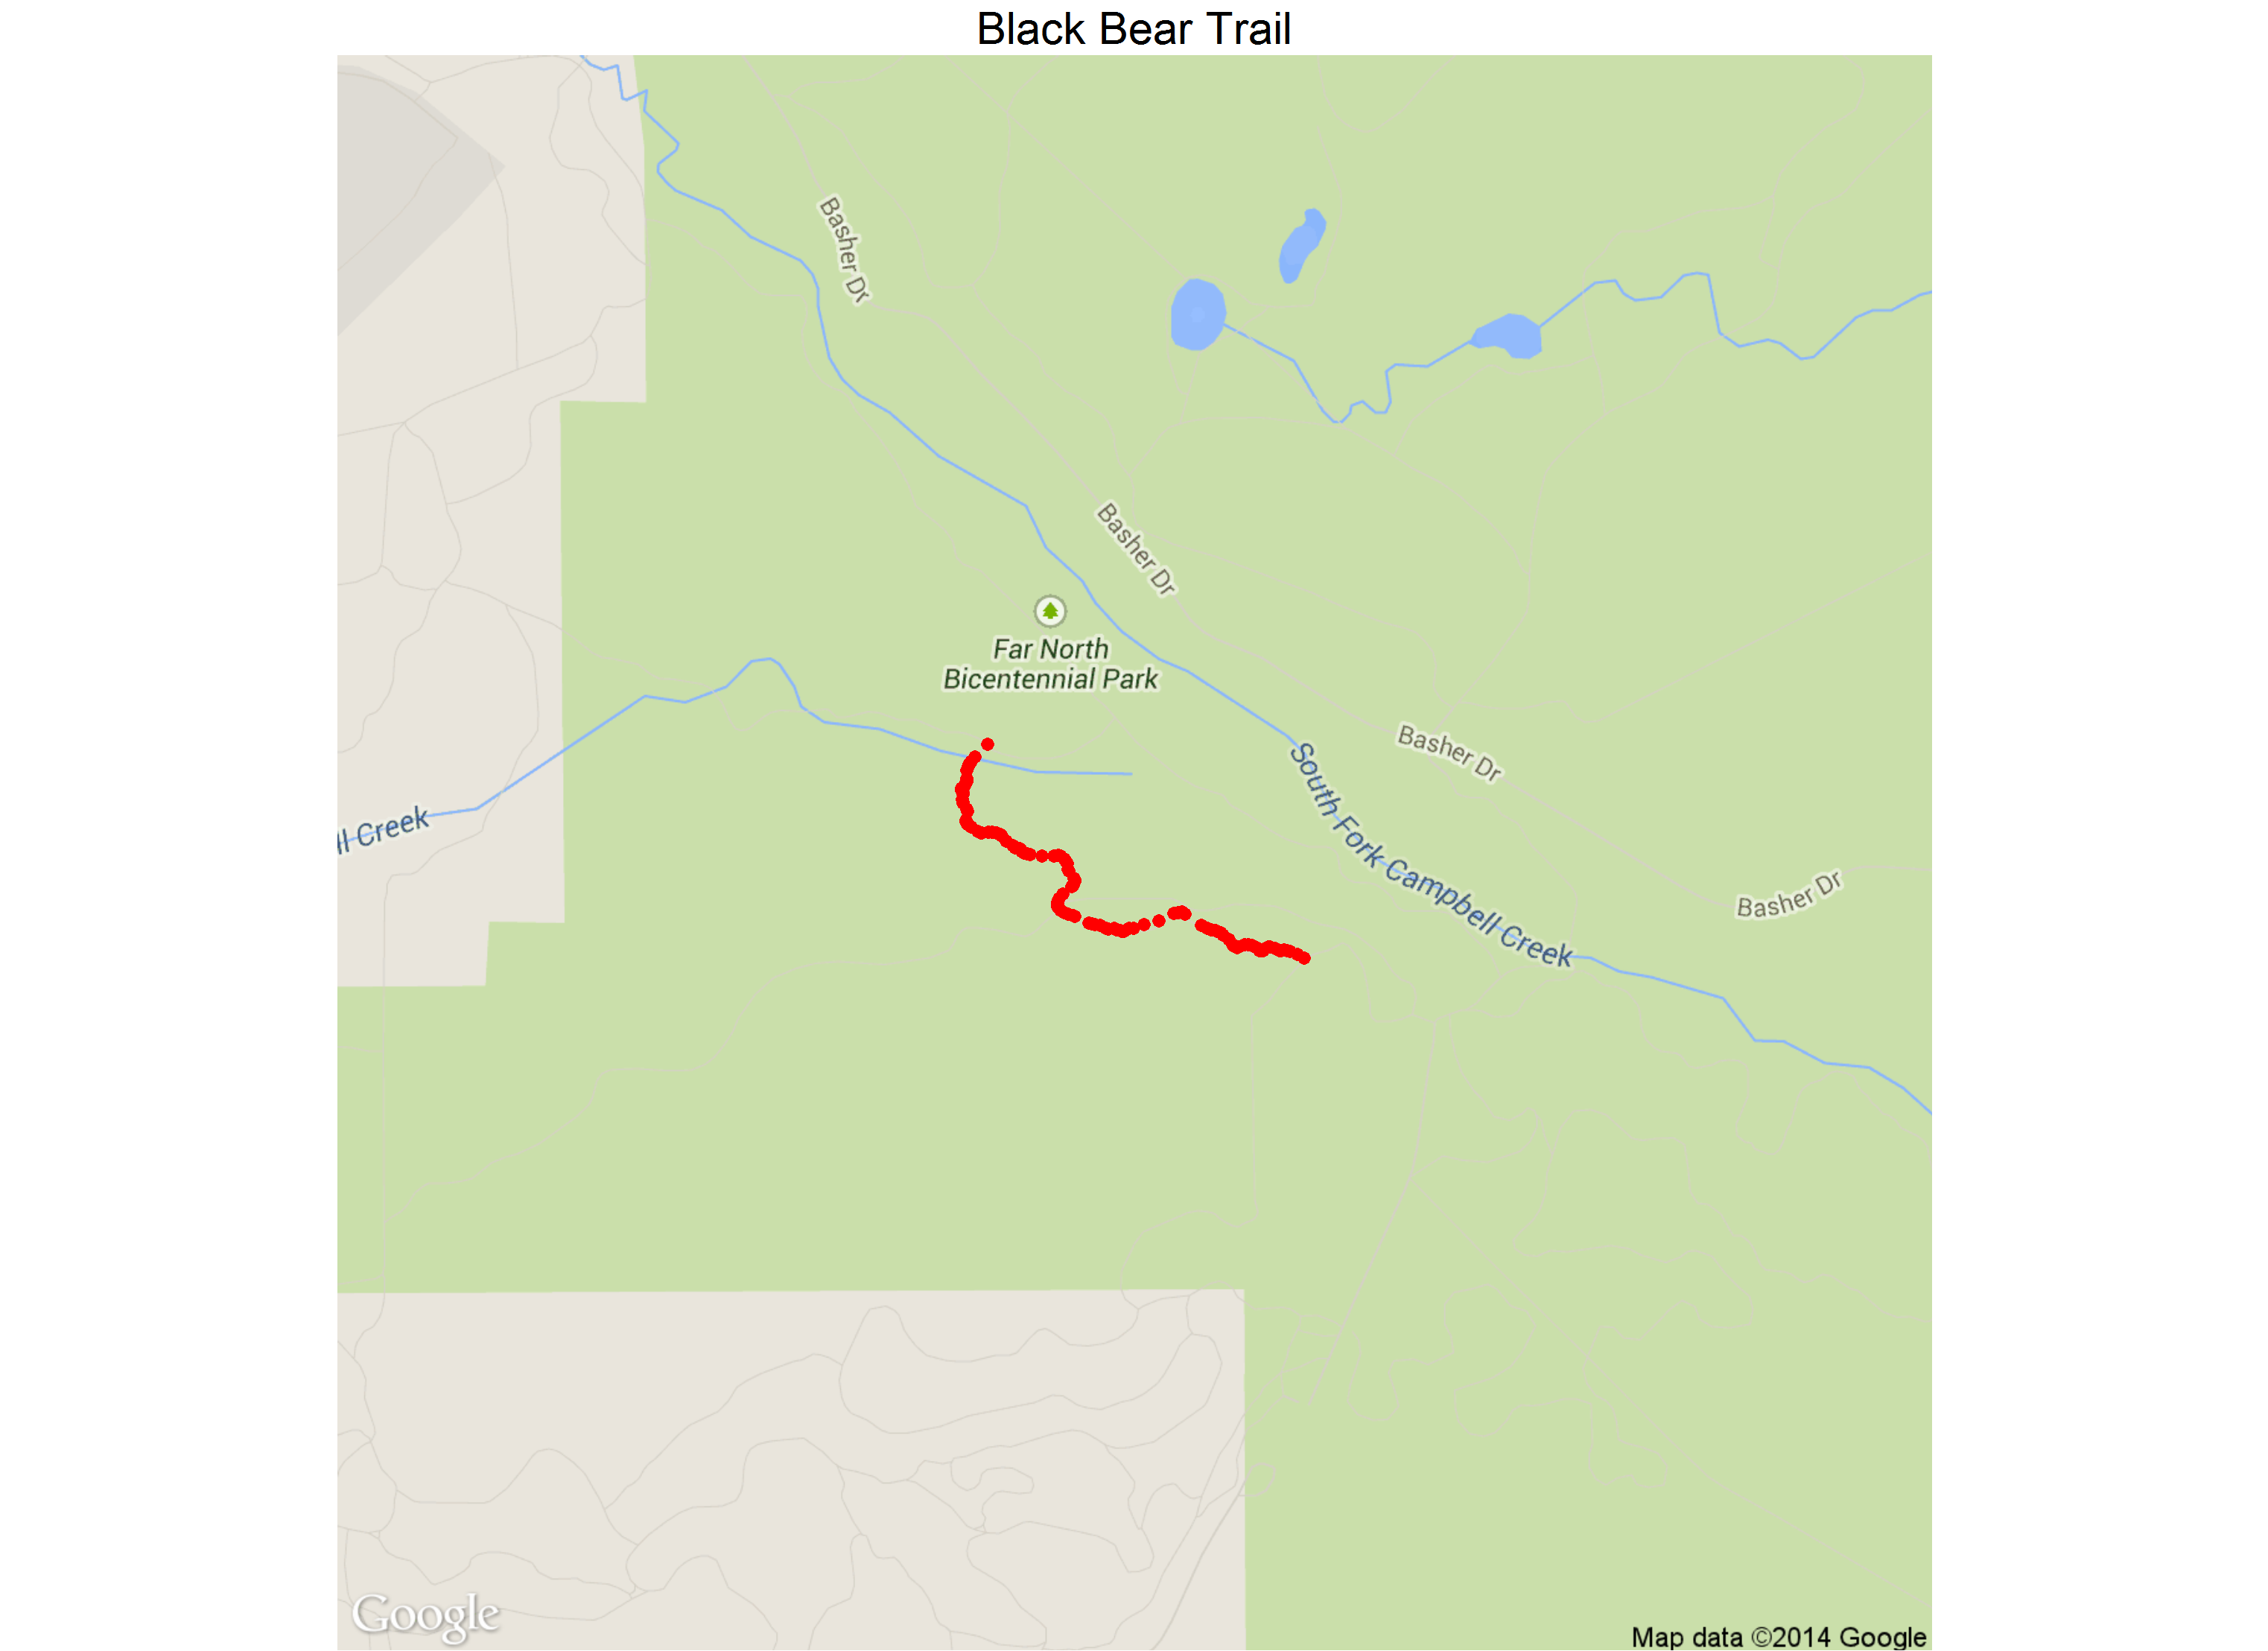 Black Bear Trail
Basher Dr
Basher Dr
Far North
Bicentennial Park
Basher Dr
South Fork Campbell Creek
ll Creek
Basher Dr
Google
Map data ©2014 Google